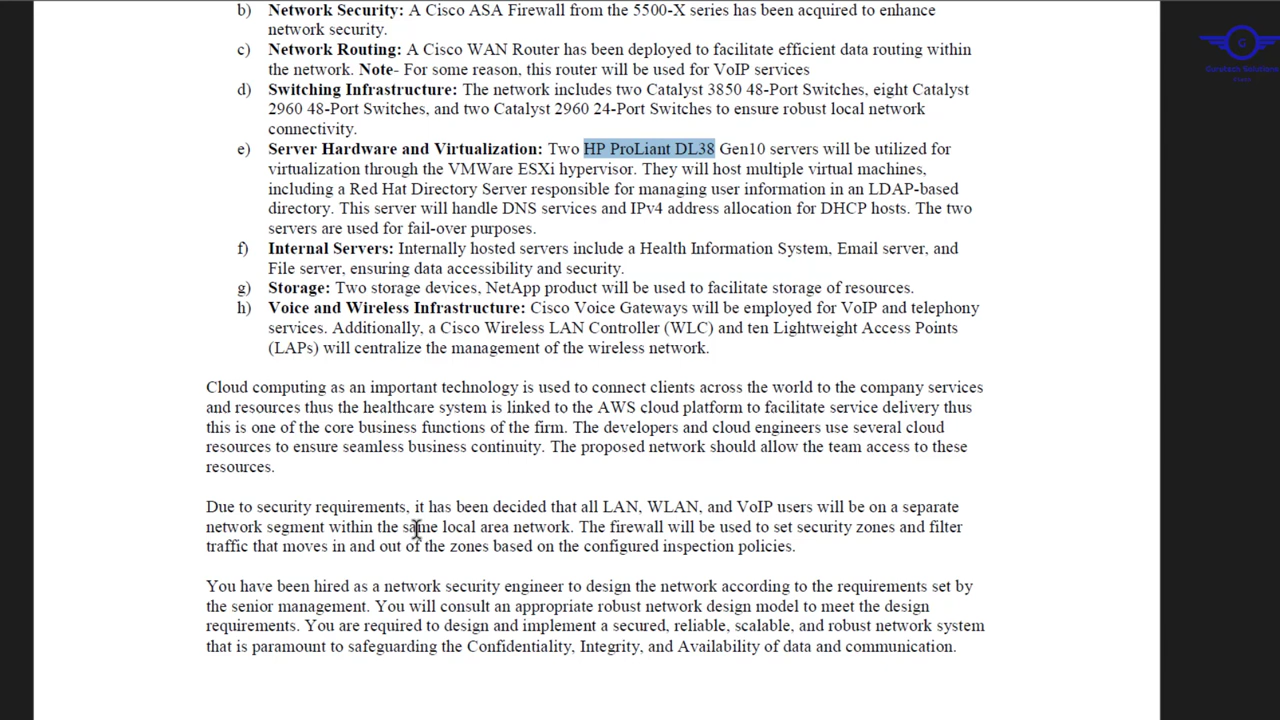 b) Network Security: A Cisco ASA Firewall from the 5500-X series has been acquired to enhance
network security.
c) Network Routing: A Cisco WAN Router has been deployed to facilitate efficient data routing within
the network. Note- For some reason, this router will be used for VoIP services
d) Switching Infrastructure: The network includes two Catalyst 3850 48-Port Switches, eight Catalyst
2960 48-Port Switches, and two Catalyst 2960 24-Port Switches to ensure robust local network
connectivity.
e) Server Hardware and Virtualization: Two HP ProLiant DL38 Gen10 servers will be utilized for
virtualization through the VMWare ESXi hypervisor. They will host multiple virtual machines,
including a Red Hat Directory Server responsible for managing user information in an LDAP-based
directory. This server will handle DNS services and IPv4 address allocation for DHCP hosts. The two
servers are used for fail-over purposes.
f) Internal Servers: Internally hosted servers include a Health Information System, Email server, and
File server, ensuring data accessibility and security.
g) Storage: Two storage devices, NetApp product will be used to facilitate storage of resources.
h) Voice and Wireless Infrastructure: Cisco Voice Gateways will be employed for VoIP and telephony
services. Additionally, a Cisco Wireless LAN Controller (WLC) and ten Lightweight Access Points
(LAPs) will centralize the management of the wireless network.
Cloud computing as an important technology is used to connect clients across the world to the company services
and resources thus the healthcare system is linked to the AWS cloud platform to facilitate service delivery thus
this is one of the core business functions of the firm. The developers and cloud engineers use several cloud
resources to ensure seamless business continuity. The proposed network should allow the team access to these
resources.
Due to security requirements, it has been decided that all LAN, WLAN, and VoIP users will be on a separate
network segment within the same local area network. The firewall will be used to set security zones and filter
traffic that moves in and out of the zones based on the configured inspection policies.
You have been hired as a network security engineer to design the network according to the requirements set by
the senior management. You will consult an appropriate robust network design model to meet the design
requirements. You are required to design and implement a secured, reliable, scalable, and robust network system
that is paramount to safeguarding the Confidentiality, Integrity, and Availability of data and communication.